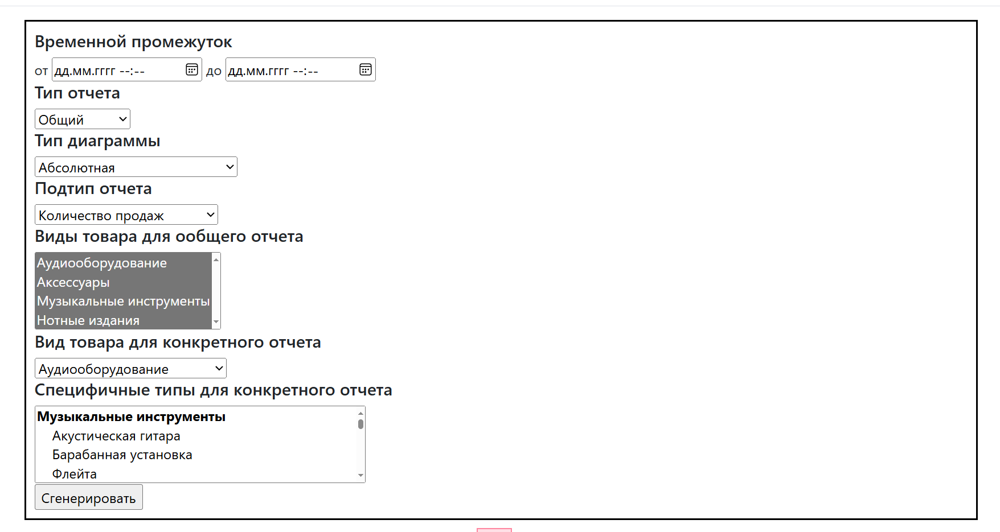 Временной промежуток
от дд.мм.гггг --:-- до дд.мм.гггг --:--
Тип отчета
Общий
Тип диаграммы
Абсолютная
Подтип отчета
Количество продаж
Виды товара для ообщего отчета
Аудиооборудование
Аксессуары
Музыкальные инструменты
Нотные издания
Вид товара для конкретного отчета
Аудиооборудование
Специфичные типы для конкретного отчета
Музыкальные инструменты
Акустическая гитара
Барабанная установка
Флейта
Сгенерировать